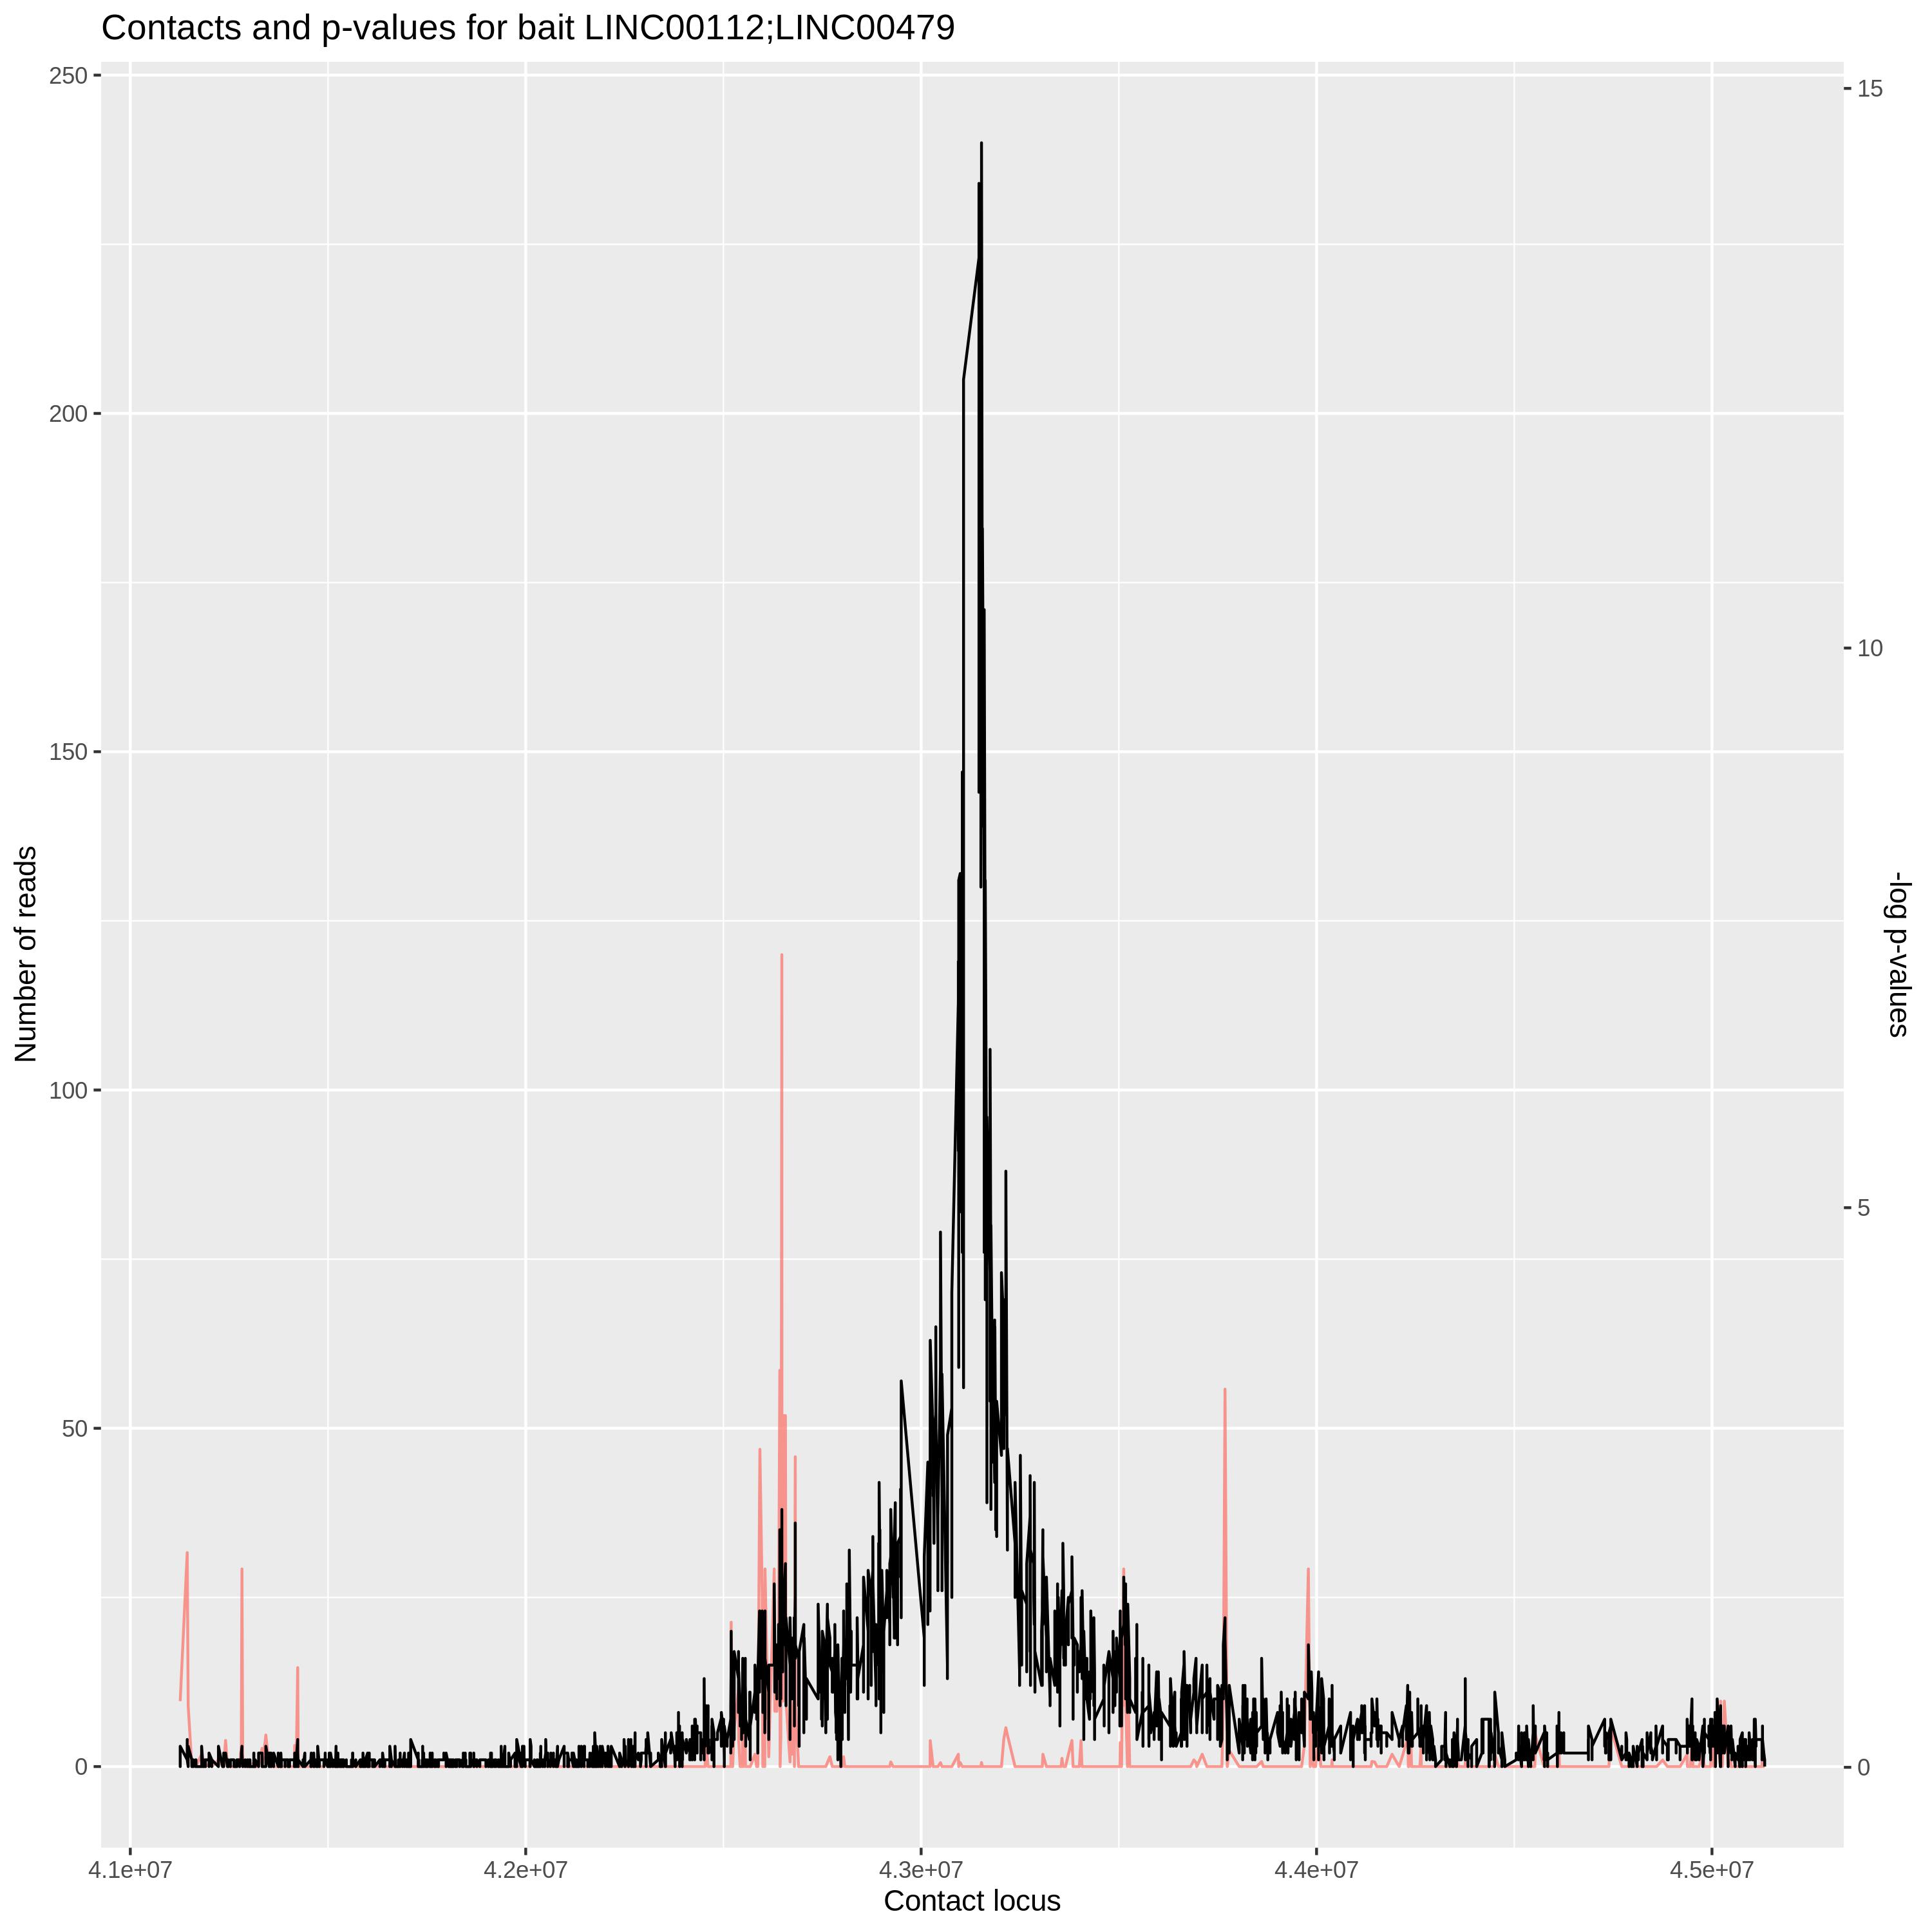 Contacts and p-values for bait LINC00112;LINC00479
250
200
150
100
50
0
Number of reads
15
10
5
0
-log p-values
4.1e+07
4.2e+07
4.3e+07
4.4e+07
4.5e+07
Contact locus